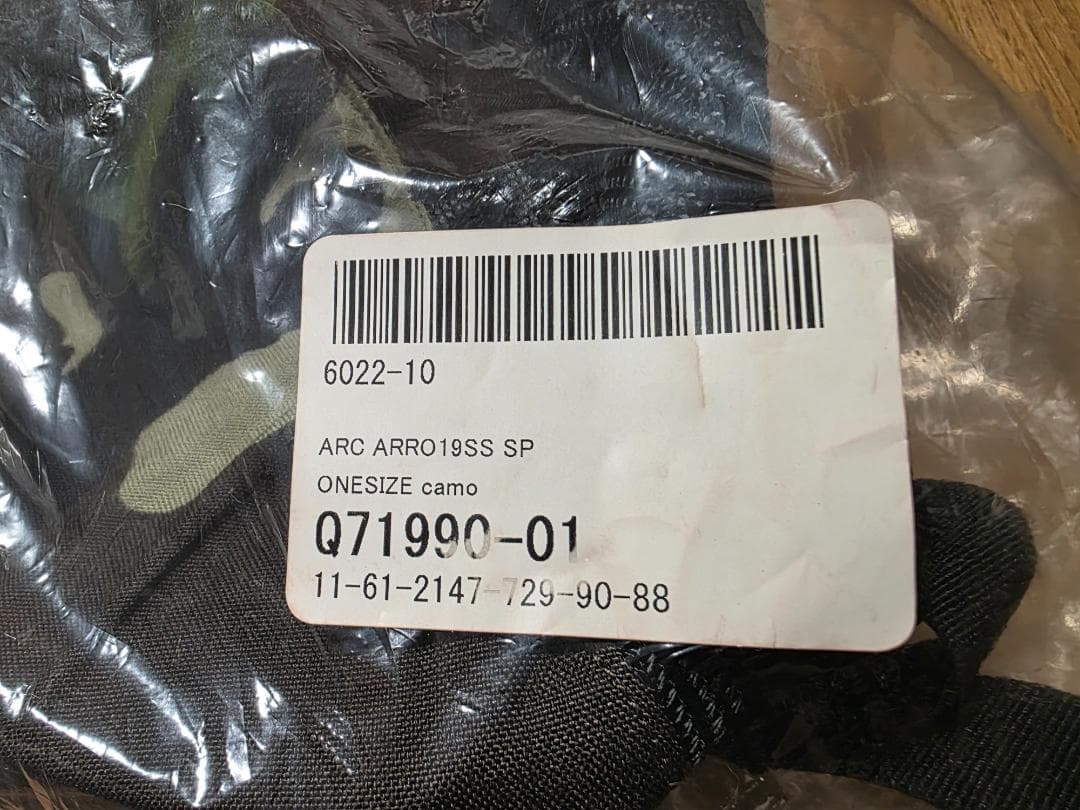 6022-10
ARC ARRO19SS SP
ONESIZE camo
Q71990-01
11-61-2147-729-90-88